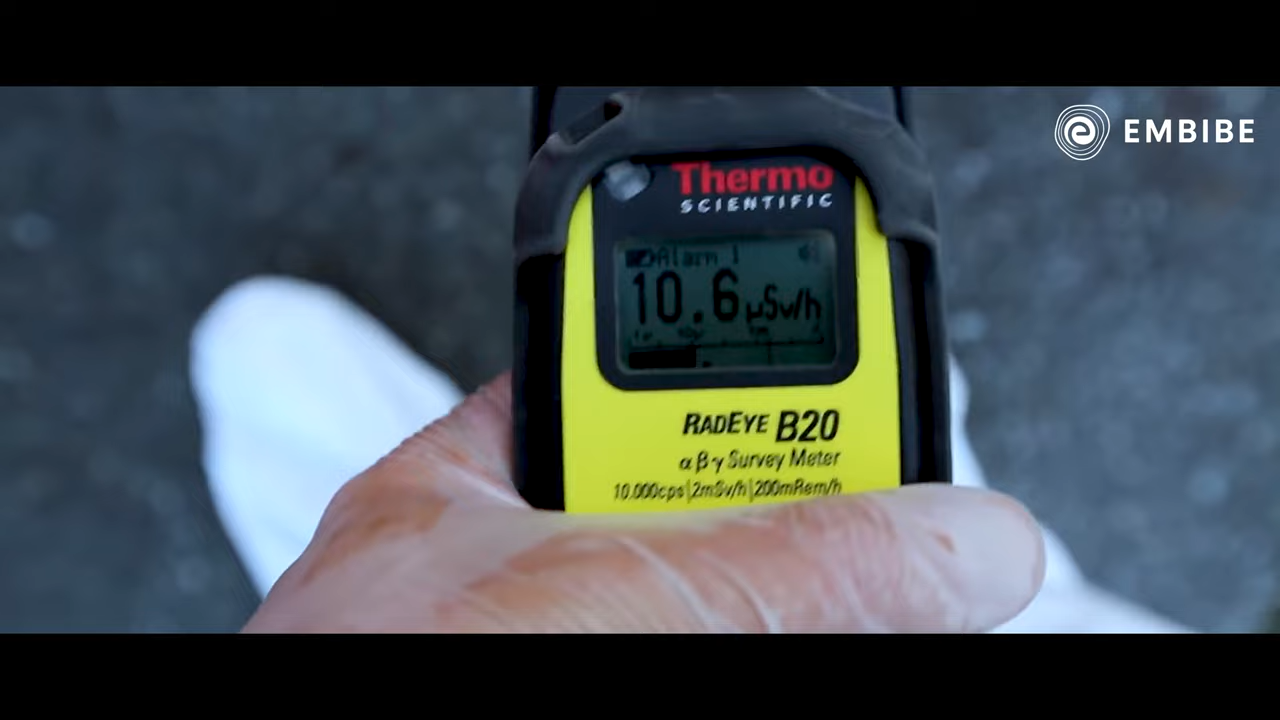 EMBIBE
Thermo
SCIENTIFIC
Alarm 1
10.6 µSv/h
RADEYE B20
α β γ Survey Meter
10.000cps|2mSv/h|200mRem/h